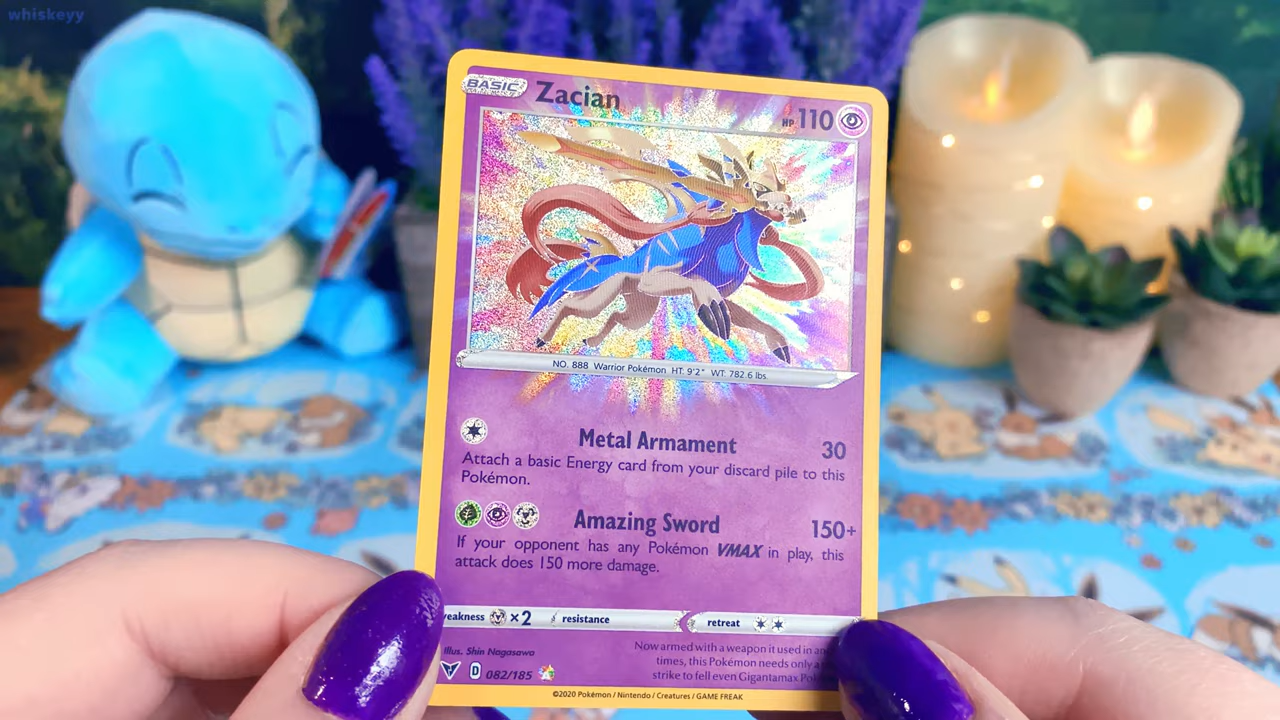 whiskeyy
BASIC Zacian HP 110
NO. 888 Warrior Pokémon HT: 9'2" WT: 782.6 lbs.
Metal Armament 30
Attach a basic Energy card from your discard pile to this
Pokémon.
Amazing Sword 150+
If your opponent has any Pokémon VMAX in play, this
attack does 150 more damage.
eakness ×2 resistance retreat
Illus. Shin Nagasawa
Now armed with a weapon it used in an
times, this Pokémon needs only a
strike to fell even Gigantamax Pok
D 082/185
©2020 Pokémon / Nintendo / Creatures / GAME FREAK